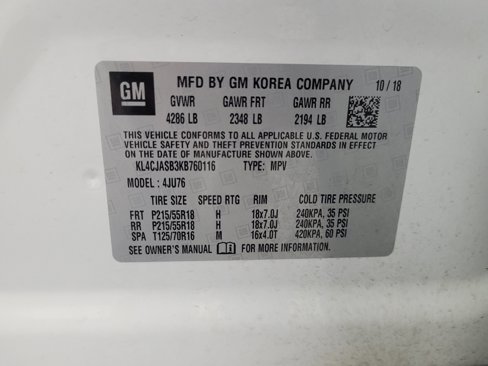 GM
MFD BY GM KOREA COMPANY 10 / 18
GVWR GAWR FRT GAWR RR
4286 LB 2348 LB 2194 LB
THIS VEHICLE CONFORMS TO ALL APPLICABLE U.S. FEDERAL MOTOR
VEHICLE SAFETY AND THEFT PREVENTION STANDARDS IN EFFECT ON
THE DATE OF MANUFACTURE SHOWN ABOVE.
KL4CJASB3KB760116 TYPE: MPV
MODEL : 4JU76
TIRE SIZE SPEED RTG RIM COLD TIRE PRESSURE
FRT P215/55R18 H 18x7.0J 240KPA, 35 PSI
RR P215/55R18 H 18x7.0J 240KPA, 35 PSI
SPA T125/70R16 M 16x4.0T 420KPA, 60 PSI
SEE OWNER'S MANUAL FOR MORE INFORMATION